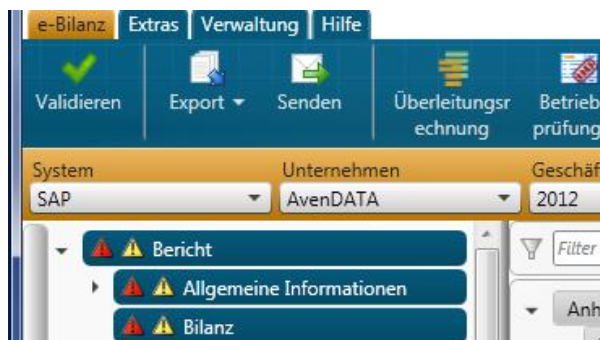 e-Bilanz Extras Verwaltung Hilfe
Validieren Export Senden Überleitungsr Betrieb
echnung prüfung
System Unternehmen Geschäf
SAP AvenDATA 2012
Bericht Filter
Allgemeine Informationen
Anh
Bilanz